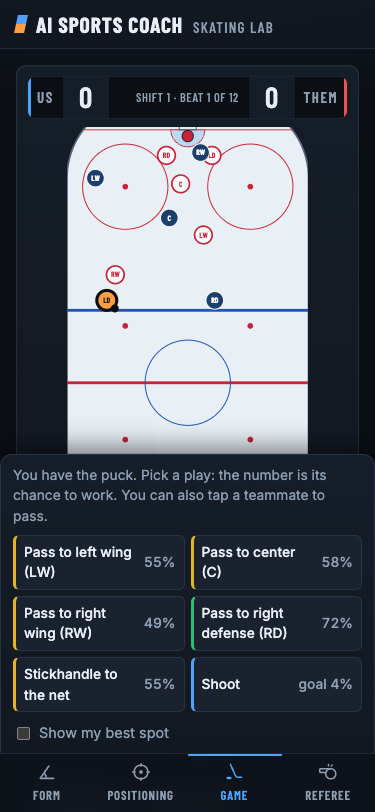 AI SPORTS COACH SKATING LAB
US 0 SHIFT 1 · BEAT 1 OF 12 0 THEM
RD RW LD
LW C
C
LW
RW
LD RD
You have the puck. Pick a play: the number is its
chance to work. You can also tap a teammate to
pass.
Pass to left wing
(LW) 55%
Pass to center
(C) 58%
Pass to right
wing (RW) 49%
Pass to right
defense (RD) 72%
Stickhandle to
the net 55%
Shoot goal 4%
Show my best spot
FORM POSITIONING GAME REFEREE